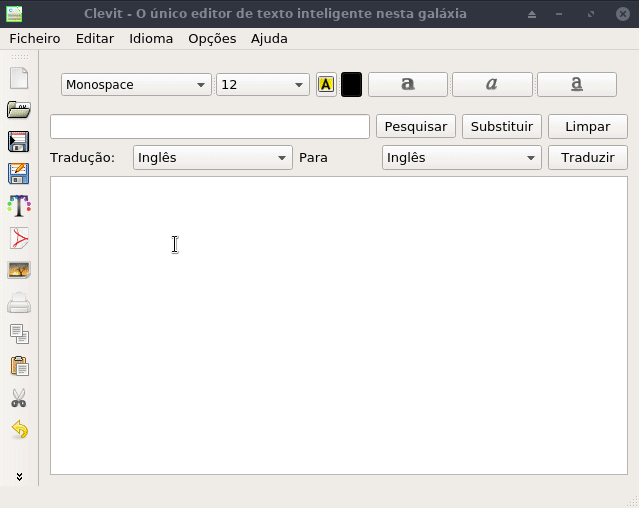 Clevit - O único editor de texto inteligente nesta galáxia
Ficheiro Editar Idioma Opções Ajuda
Monospace 12 A a a a
Pesquisar Substituir Limpar
Tradução: Inglês Para Inglês Traduzir
T